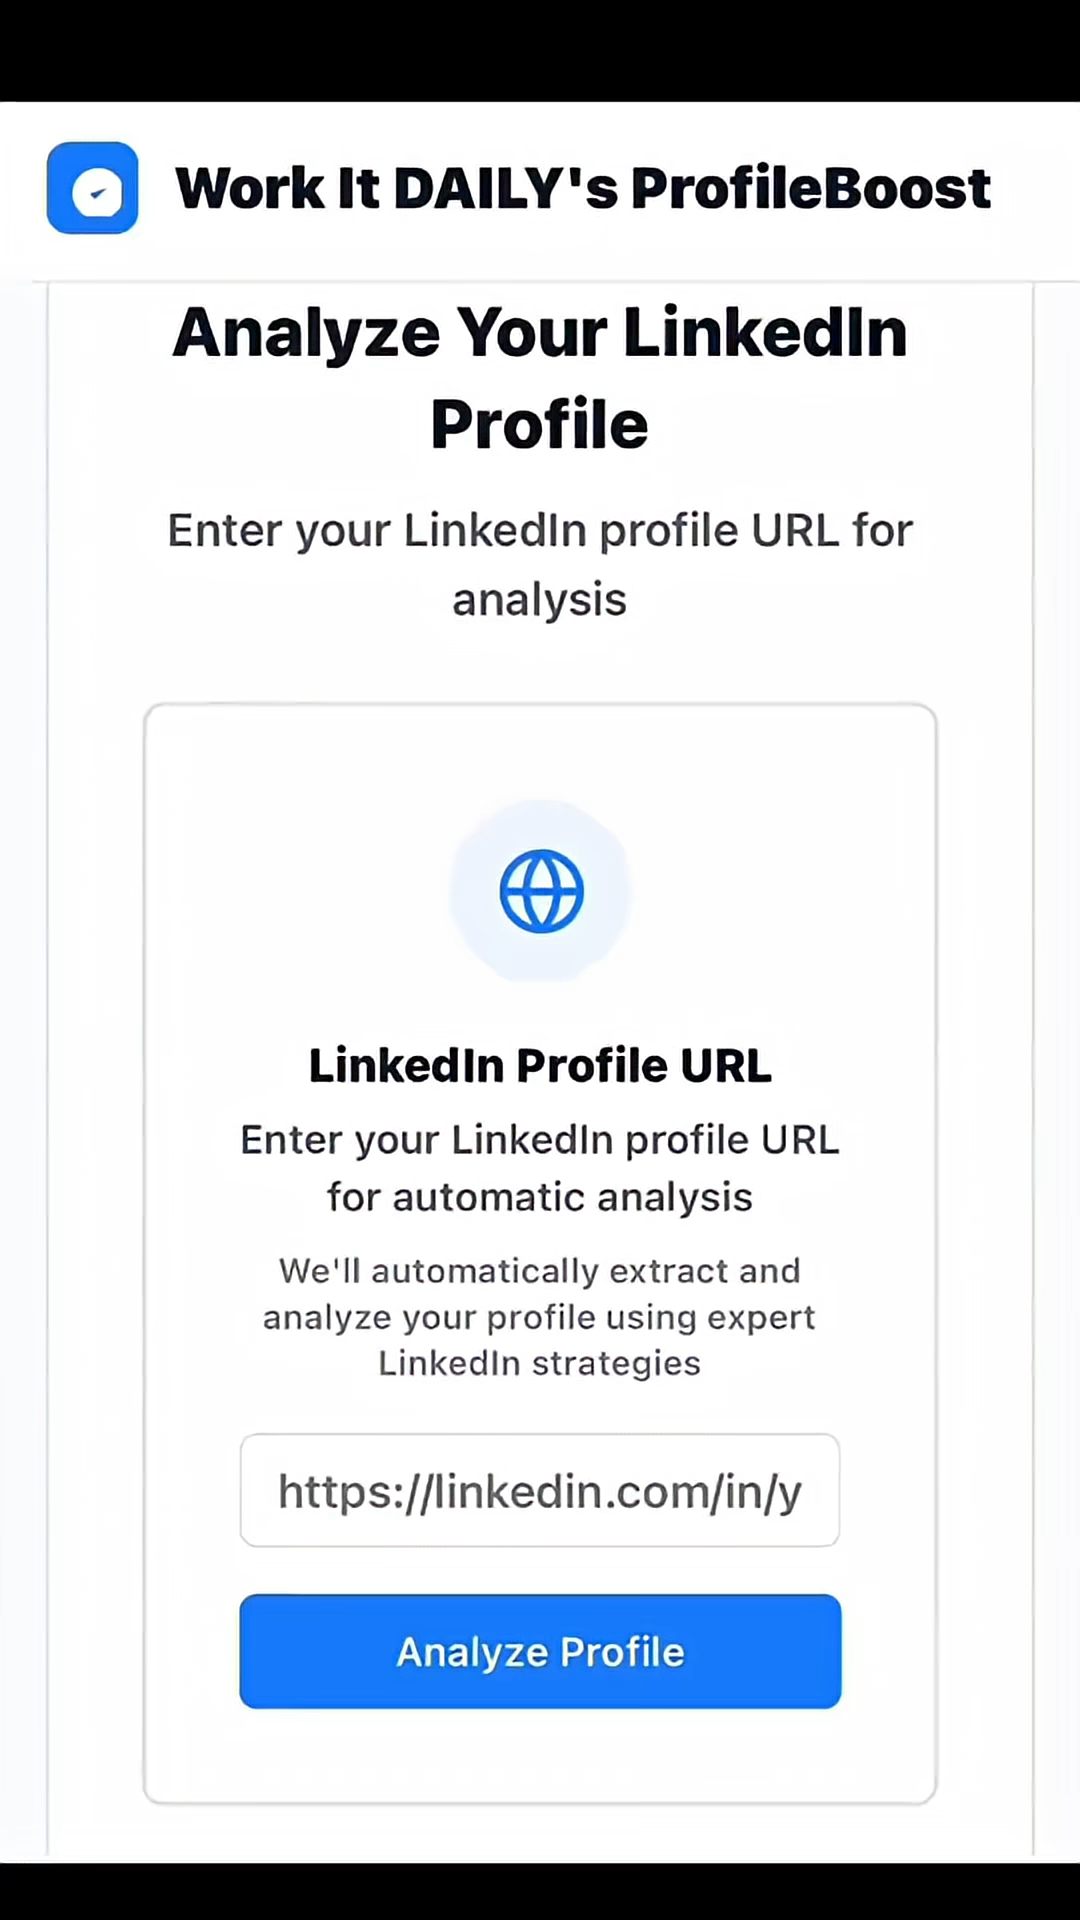 Work It DAILY's ProfileBoost
Analyze Your LinkedIn
Profile
Enter your LinkedIn profile URL for
analysis
LinkedIn Profile URL
Enter your LinkedIn profile URL
for automatic analysis
We'll automatically extract and
analyze your profile using expert
LinkedIn strategies
https://linkedin.com/in/y
Analyze Profile